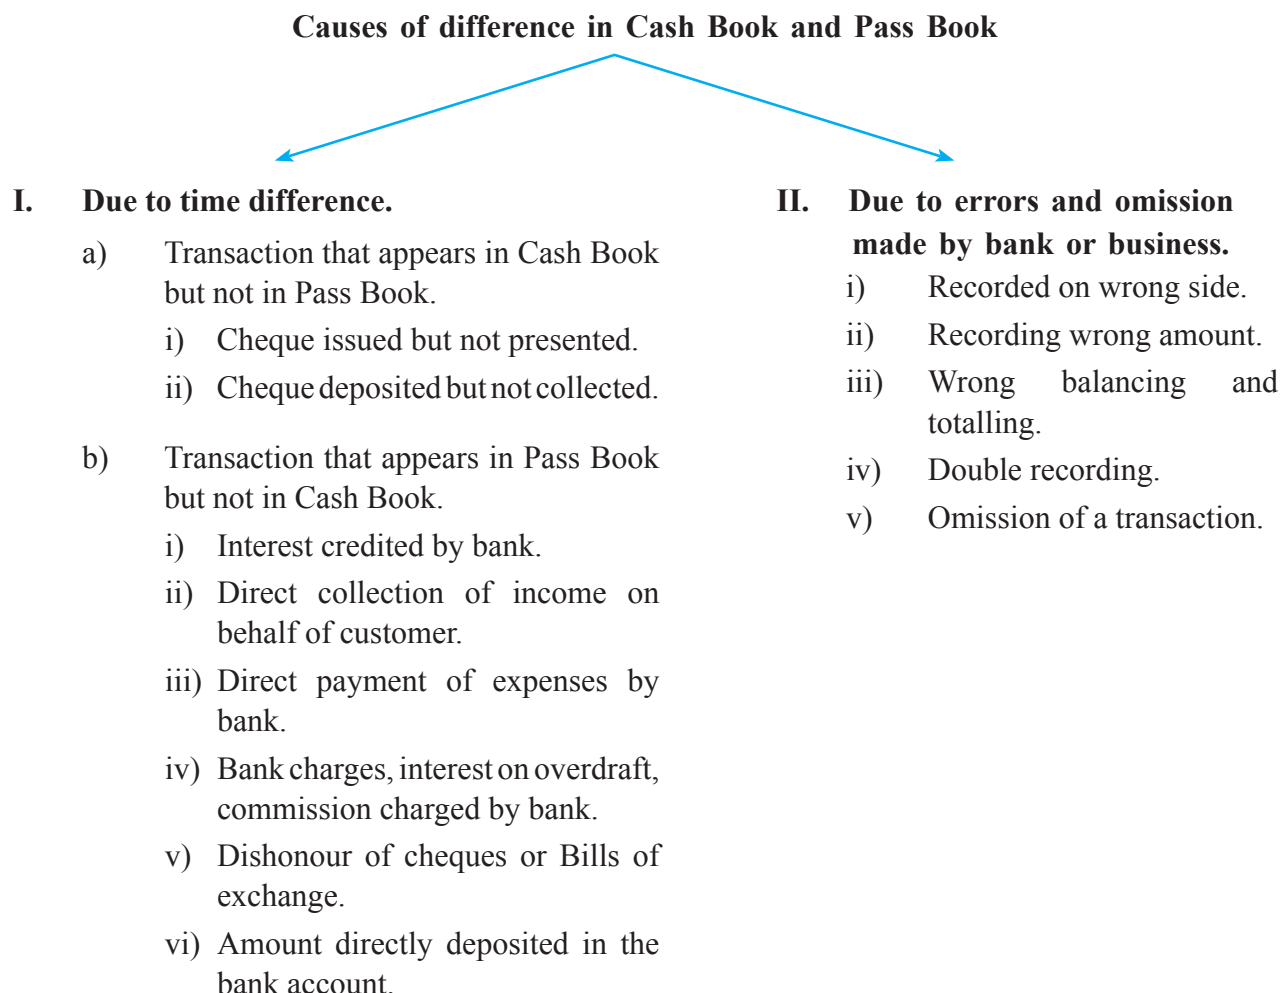 Causes of difference in Cash Book and Pass Book
I. Due to time difference.
a) Transaction that appears in Cash Book
but not in Pass Book.
i) Cheque issued but not presented.
ii) Cheque deposited but not collected.
b) Transaction that appears in Pass Book
but not in Cash Book.
i) Interest credited by bank.
ii) Direct collection of income on
behalf of customer.
iii) Direct payment of expenses by
bank.
iv) Bank charges, interest on overdraft,
commission charged by bank.
v) Dishonour of cheques or Bills of
exchange.
vi) Amount directly deposited in the
bank account.
II. Due to errors and omission
made by bank or business.
i) Recorded on wrong side.
ii) Recording wrong amount.
iii) Wrong balancing and
totalling.
iv) Double recording.
v) Omission of a transaction.